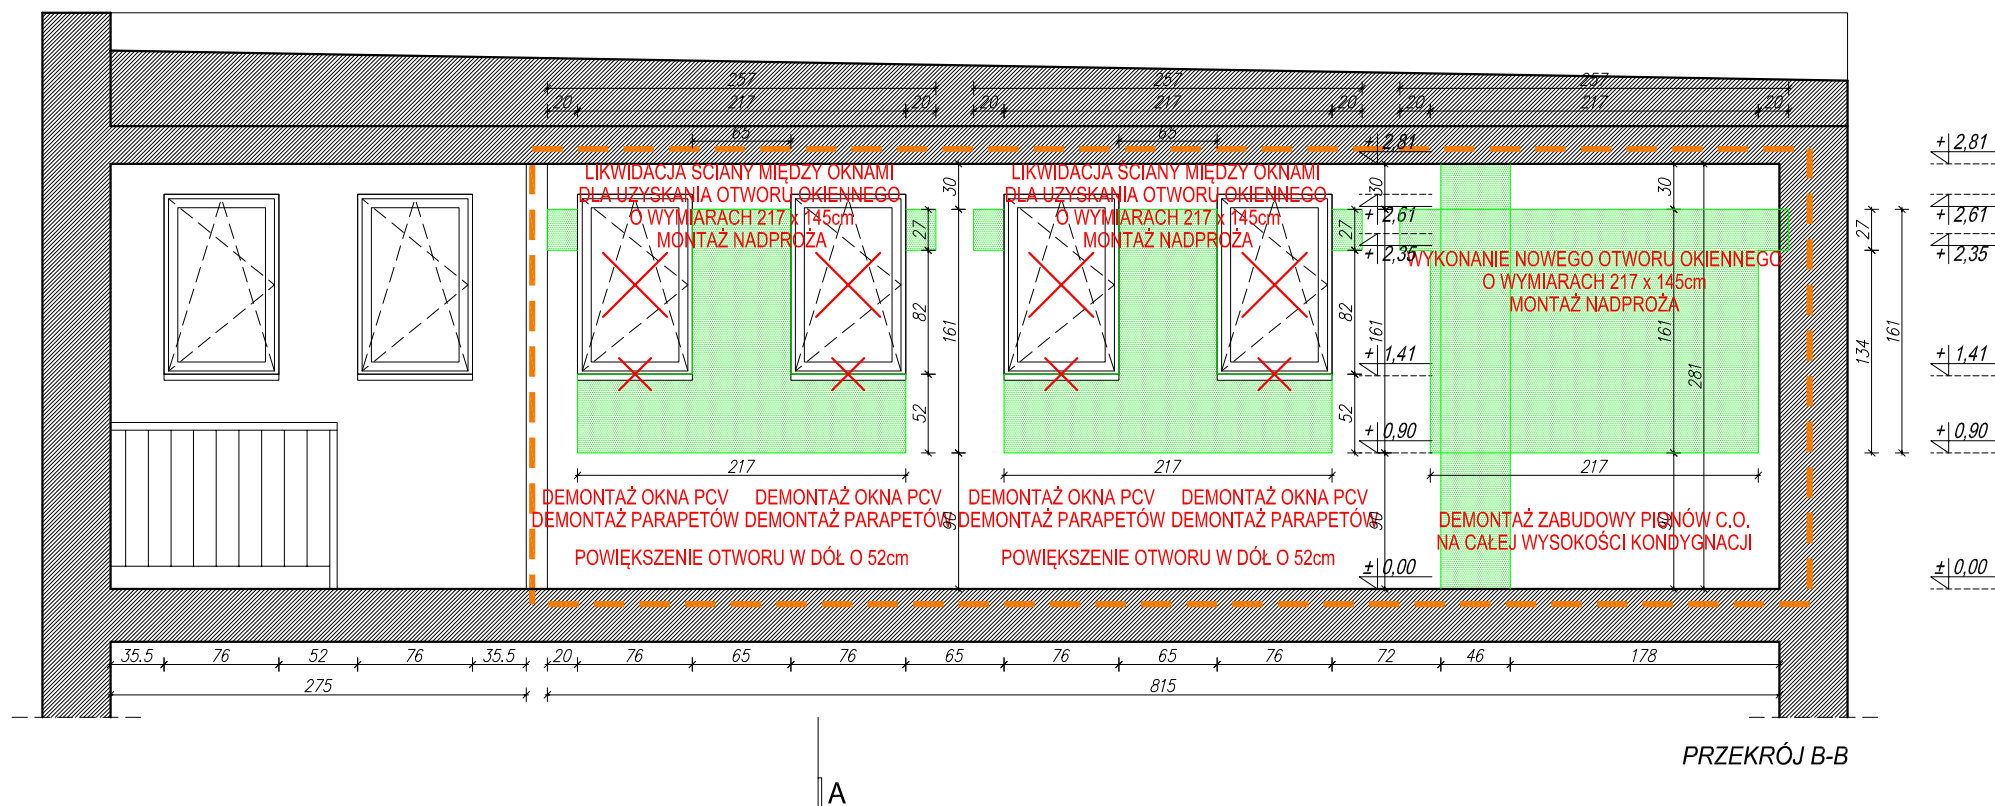 257 257 257
20 217 20 20 217 20 20 217 20
65 65
+ 2,81 + 2,81
LIKWIDACJA ŚCIANY MIĘDZY OKNAMI
DLA UZYSKANIA OTWORU OKIENNEGO
O WYMIARACH 217 x 145cm
MONTAŻ NADPROŻA
LIKWIDACJA ŚCIANY MIĘDZY OKNAMI
DLA UZYSKANIA OTWORU OKIENNEGO
O WYMIARACH 217 x 145cm
MONTAŻ NADPROŻA
30 30 30
+ 2,61 + 2,61
27 27 27
+ 2,35 + 2,35
WYKONANIE NOWEGO OTWORU OKIENNEGO
O WYMIARACH 217 x 145cm
MONTAŻ NADPROŻA
82 161 82 161 161 134 161
+ 1,41 + 1,41
281
52 52
+ 0,90 + 0,90
217 217 217
DEMONTAŻ OKNA PCV
DEMONTAŻ PARAPETÓW
DEMONTAŻ OKNA PCV
DEMONTAŻ PARAPETÓW
POWIĘKSZENIE OTWORU W DÓŁ O 52cm
DEMONTAŻ OKNA PCV
DEMONTAŻ PARAPETÓW
DEMONTAŻ OKNA PCV
DEMONTAŻ PARAPETÓW
POWIĘKSZENIE OTWORU W DÓŁ O 52cm
90 90 90
DEMONTAŻ ZABUDOWY PIONÓW C.O.
NA CAŁEJ WYSOKOŚCI KONDYGNACJI
± 0,00 ± 0,00
35.5 76 52 76 35.5 20 76 65 76 65 76 65 76 72 46 178
275 815
PRZEKRÓJ B-B
A